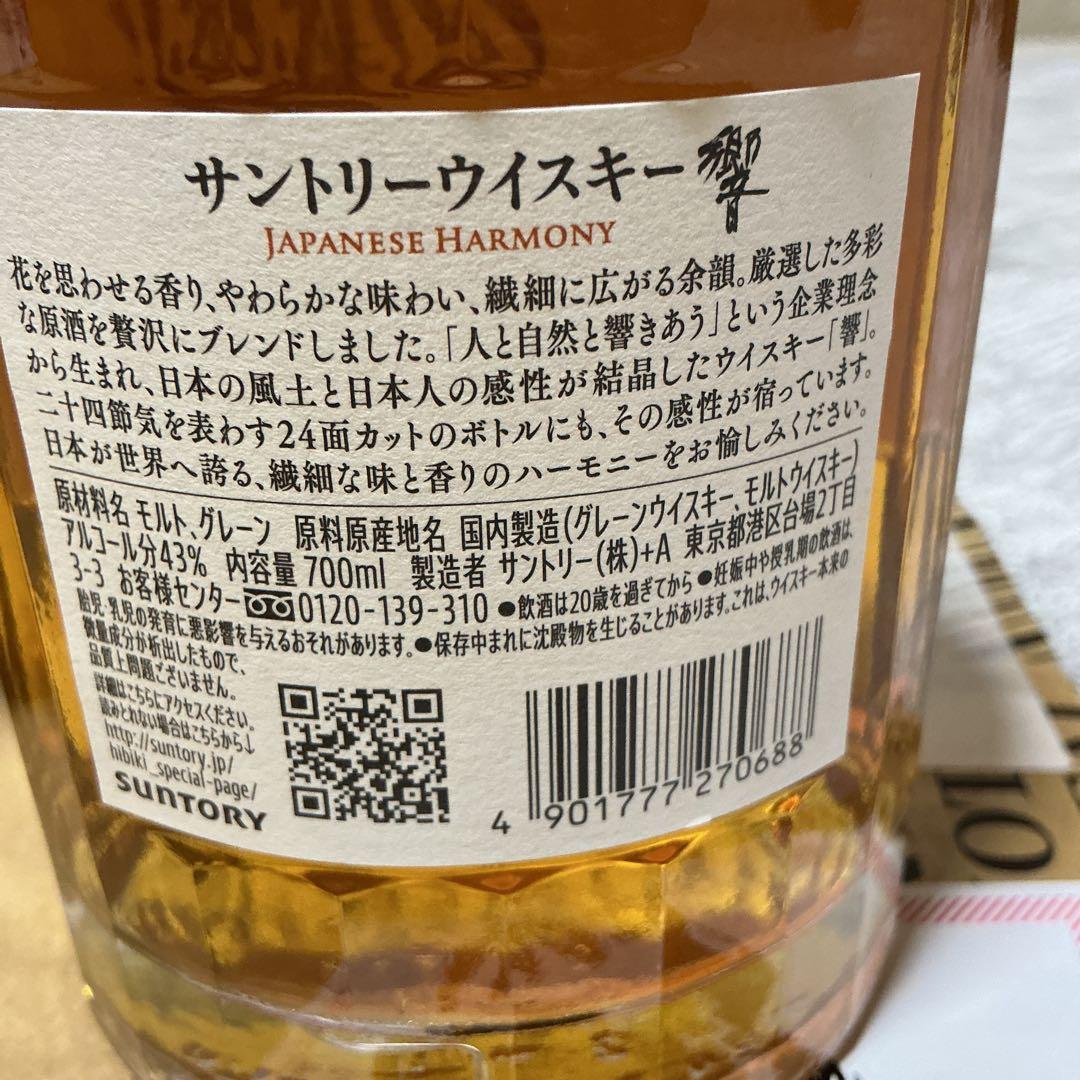 サントリーウイスキー 響
JAPANESE HARMONY
花を思わせる香り、やわらかな味わい、繊細に広がる余韻。厳選した多彩
な原酒を贅沢にブレンドしました。「人と自然と響きあう」という企業理念
から生まれ、日本の風土と日本人の感性が結晶したウイスキー「響」。
二十四節気を表わす24面カットのボトルにも、その感性が宿っています。
日本が世界へ誇る、繊細な味と香りのハーモニーをお愉しみください。
原材料名 モルト、グレーン 原料原産地名 国内製造(グレーンウイスキー、モルトウイスキー)
アルコール分43% 内容量 700ml 製造者 サントリー(株)+A 東京都港区台場2丁目
3-3 お客様センター 0120-139-310 ●飲酒は20歳を過ぎてから ●妊娠中や授乳期の飲酒は、
胎児・乳児の発育に悪影響を与えるおそれがあります。●保存中まれに沈殿物を生じることがあります。これは、ウイスキー本来の
微量成分が析出したもので、
品質上問題ございません。
詳細はこちらにアクセスください。
読みとれない場合はこちらから↓
http://suntory.jp/
hibiki_special-page/
SUNTORY
4 901777 270688